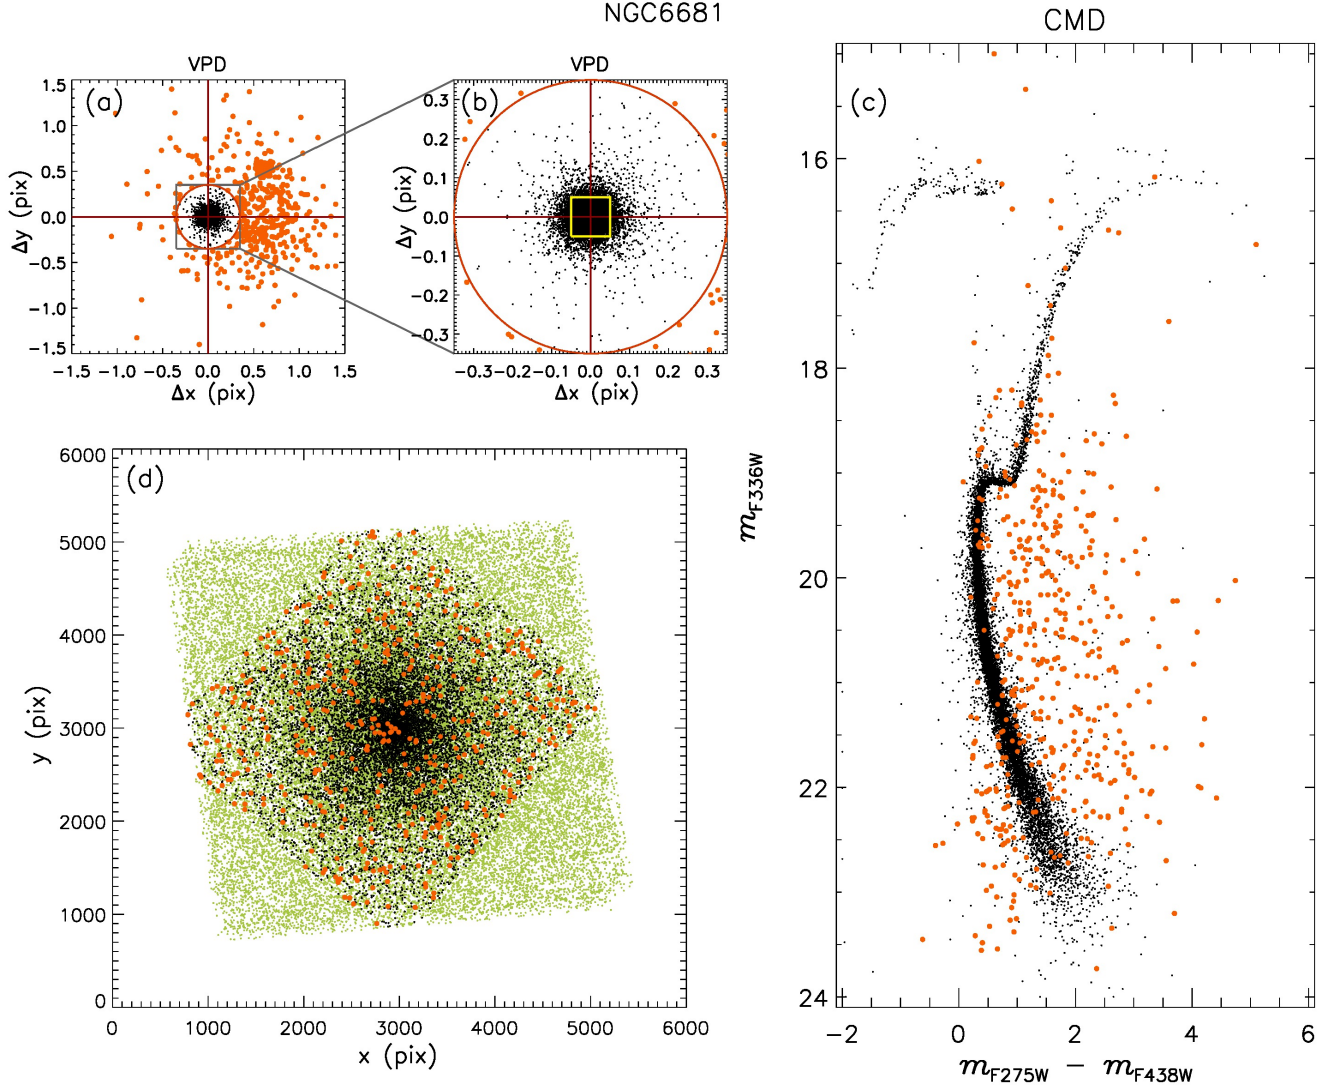 NGC6681
CMD
VPD
VPD
(a)
(b)
(c)
1.5
1.0
0.5
0.0
−0.5
−1.0
−1.5
−1.5 −1.0 −0.5 0.0 0.5 1.0 1.5
Δx (pix)
Δy (pix)
0.3
0.2
0.1
0.0
−0.1
−0.2
−0.3
−0.3 −0.2 −0.1 0.0 0.1 0.2 0.3
Δx (pix)
Δy (pix)
16
18
20
22
24
−2 0 2 4 6
m_F336W
m_F275W − m_F438W
(d)
6000
5000
4000
3000
2000
1000
0
0 1000 2000 3000 4000 5000 6000
x (pix)
y (pix)